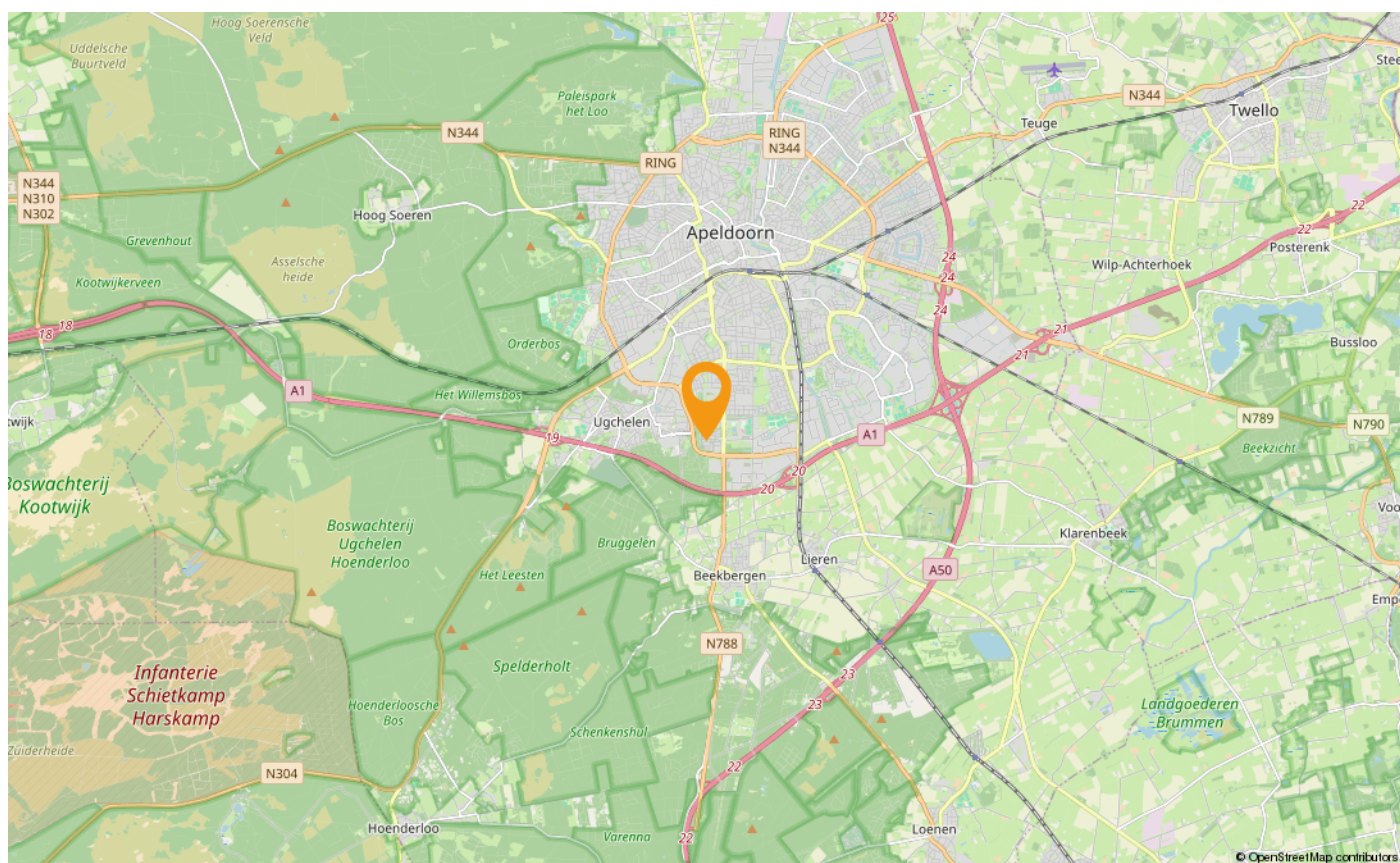 Hoog Soerensche
Veld
25
Uddelsche
Buurtveld
Paleispark
het Loo
N344
Twello
Teuge
N344
RING
N344
RING
N344
N310
N302
Hoog Soeren
22
22
Apeldoorn
Grevenhout
Posterenk
Asselsche
heide
24
24
Wilp-Achterhoek
Kootwijkerveen
24
18
18
21
21
Orderbos
Bussloo
A1
Het Willemsbos
Ugchelen
N789
N790
twijk
19
A1
Beekzicht
20
20
Boswachterij
Kootwijk
Boswachterij
Ugchelen
Hoenderloo
Bruggelen
Klarenbeek
Lieren
A50
Het Leesten
Beekbergen
N788
Spelderholt
Infanterie
Schietkamp
Harskamp
23
23
Hoenderloosche
Bos
Landgoederen
Brummen
Schenkenshul
Zuiderheide
22
N304
Hoenderloo
Varenna
22
Loenen
© OpenStreetMap contributors